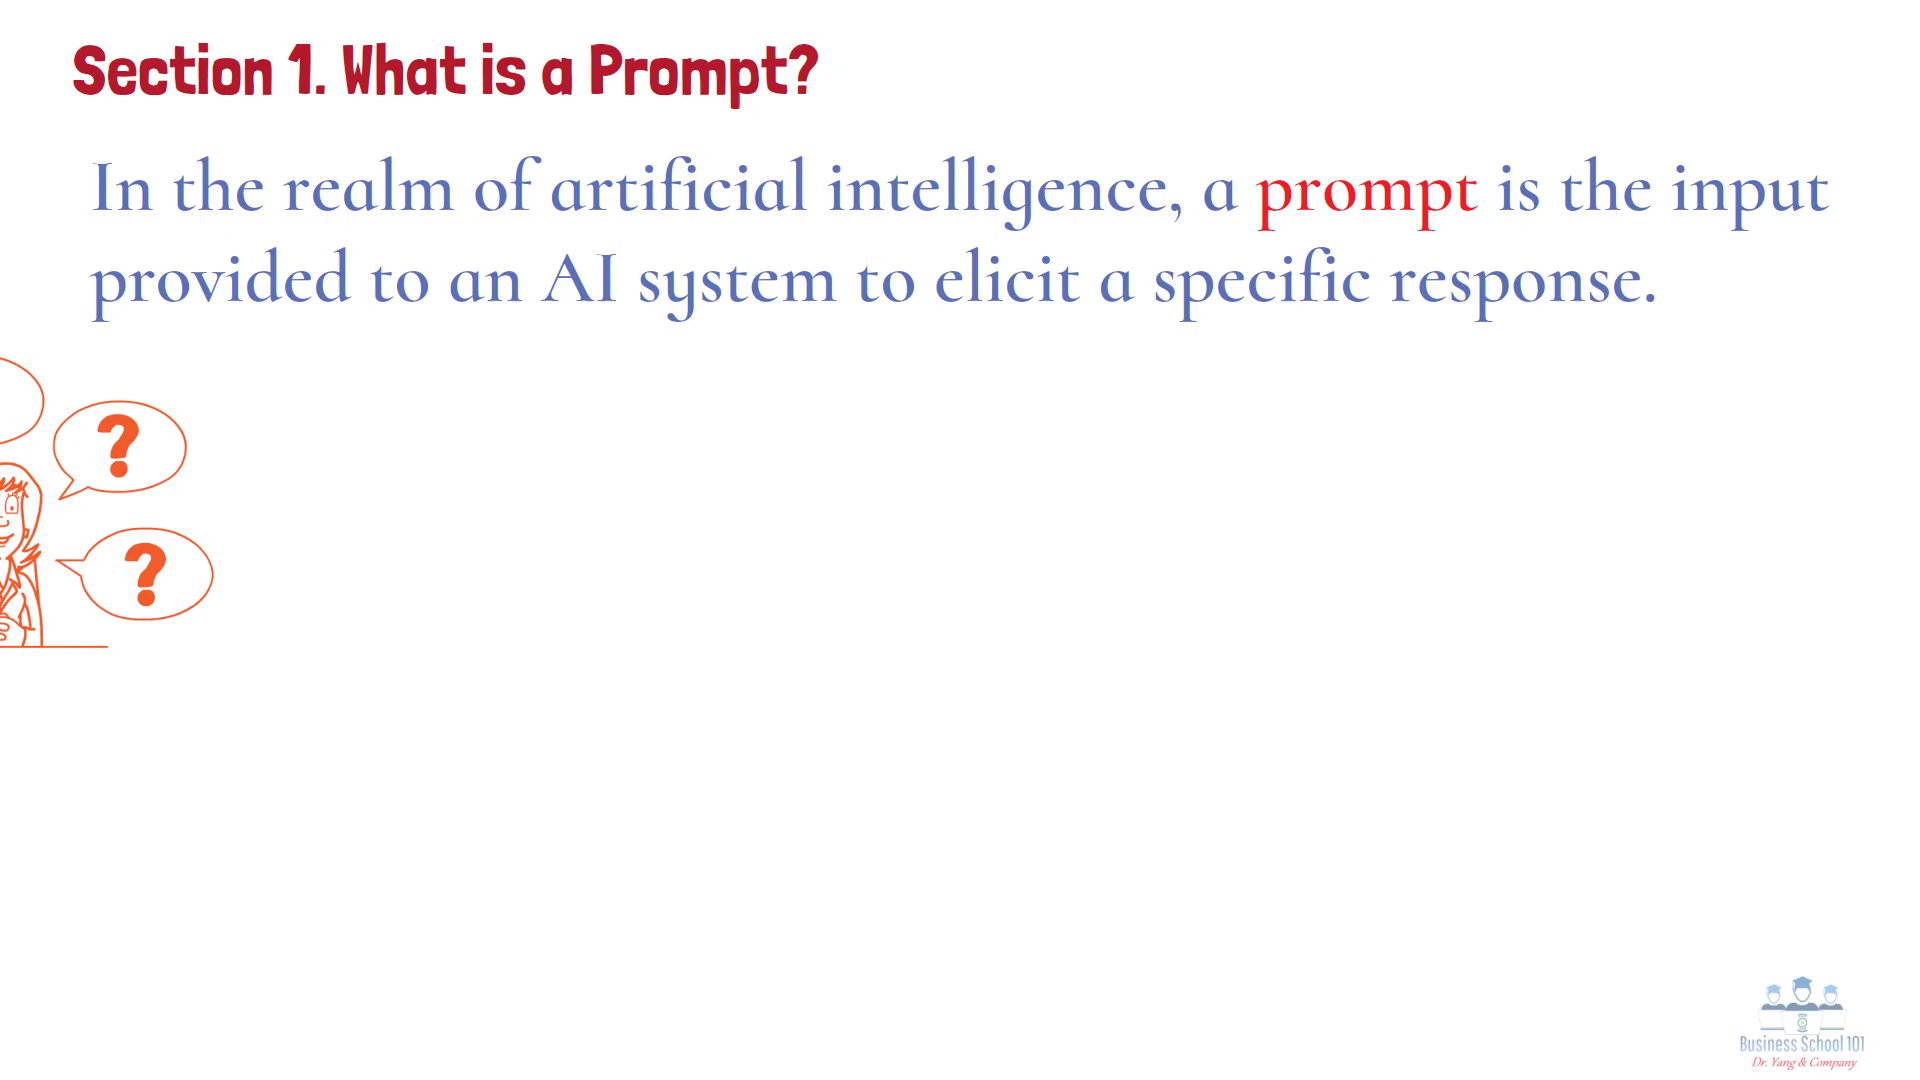 Section 1. What is a Prompt?
In the realm of artificial intelligence, a prompt is the input
provided to an AI system to elicit a specific response.
?
?
Business School 101
Dr. Yang & Company